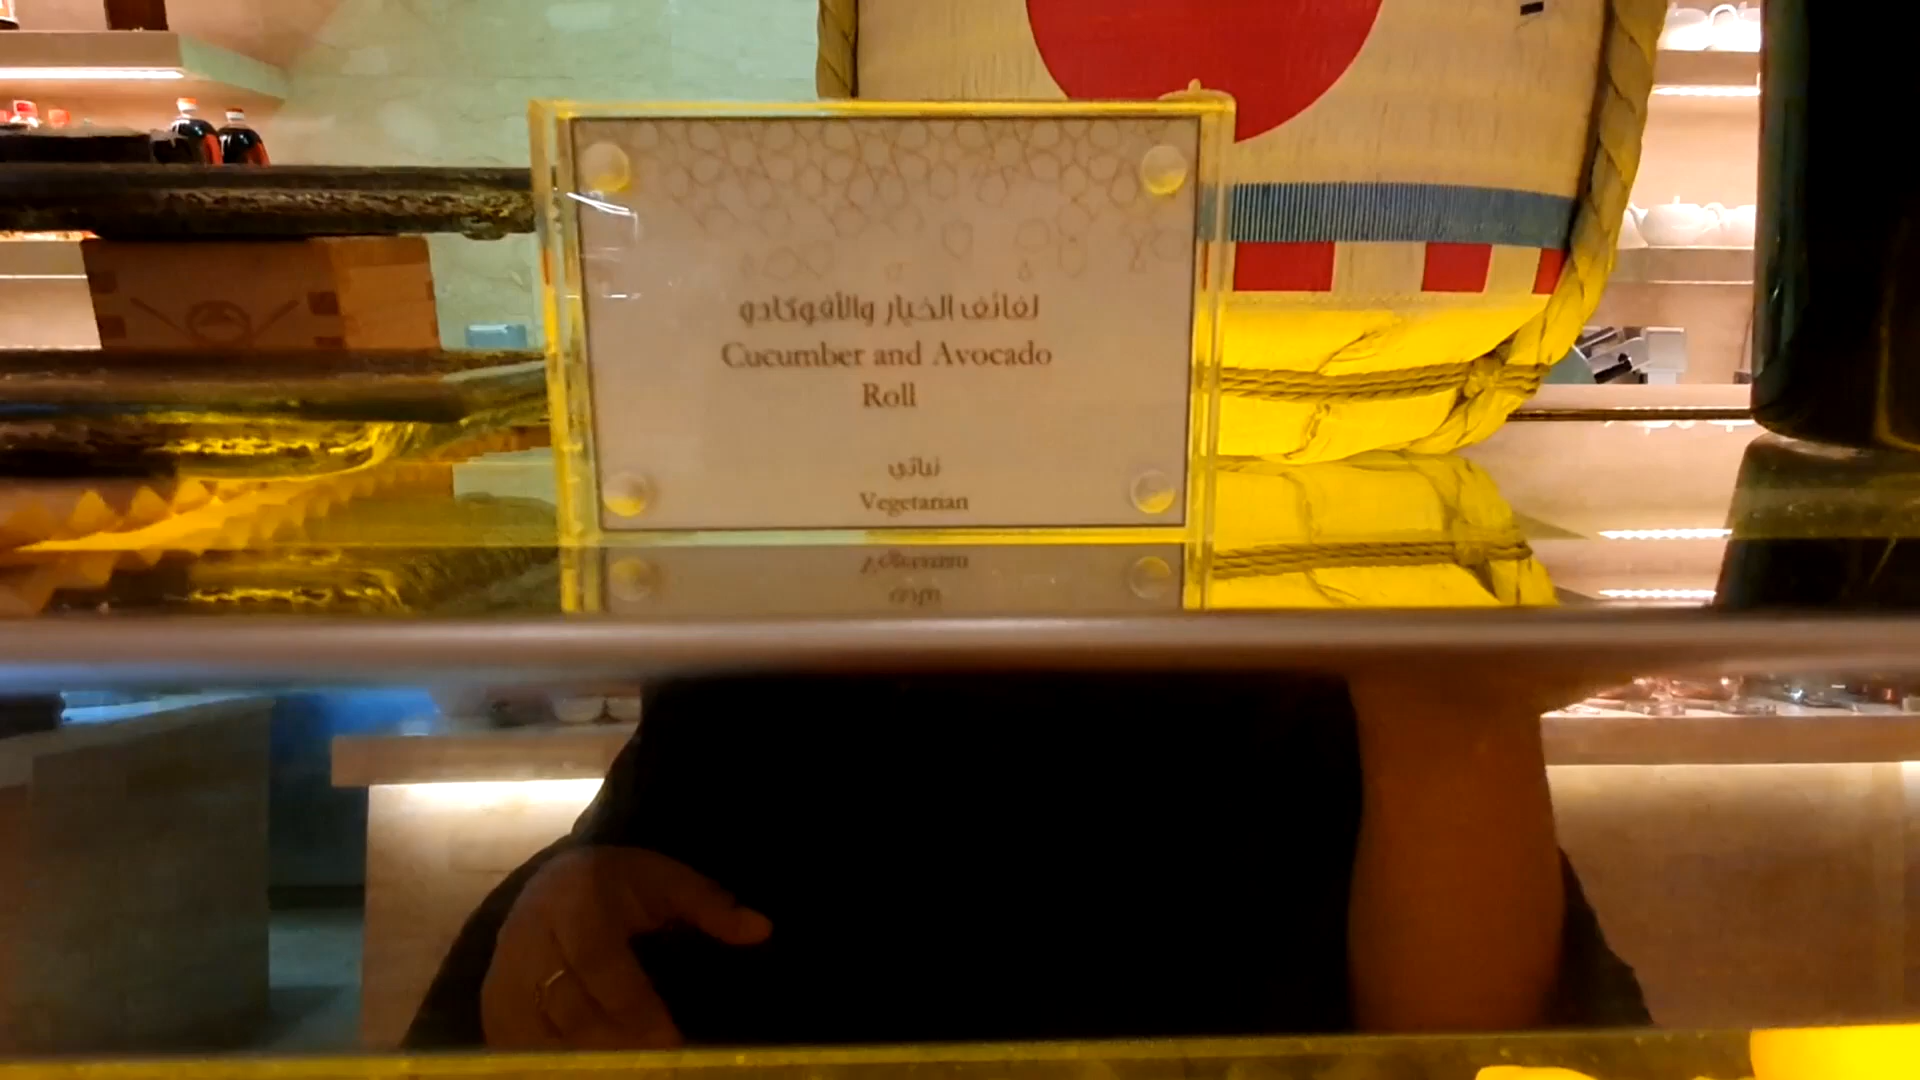 لفائف الخيار والأفوكادو
Cucumber and Avocado
Roll
نباتي
Vegetarian